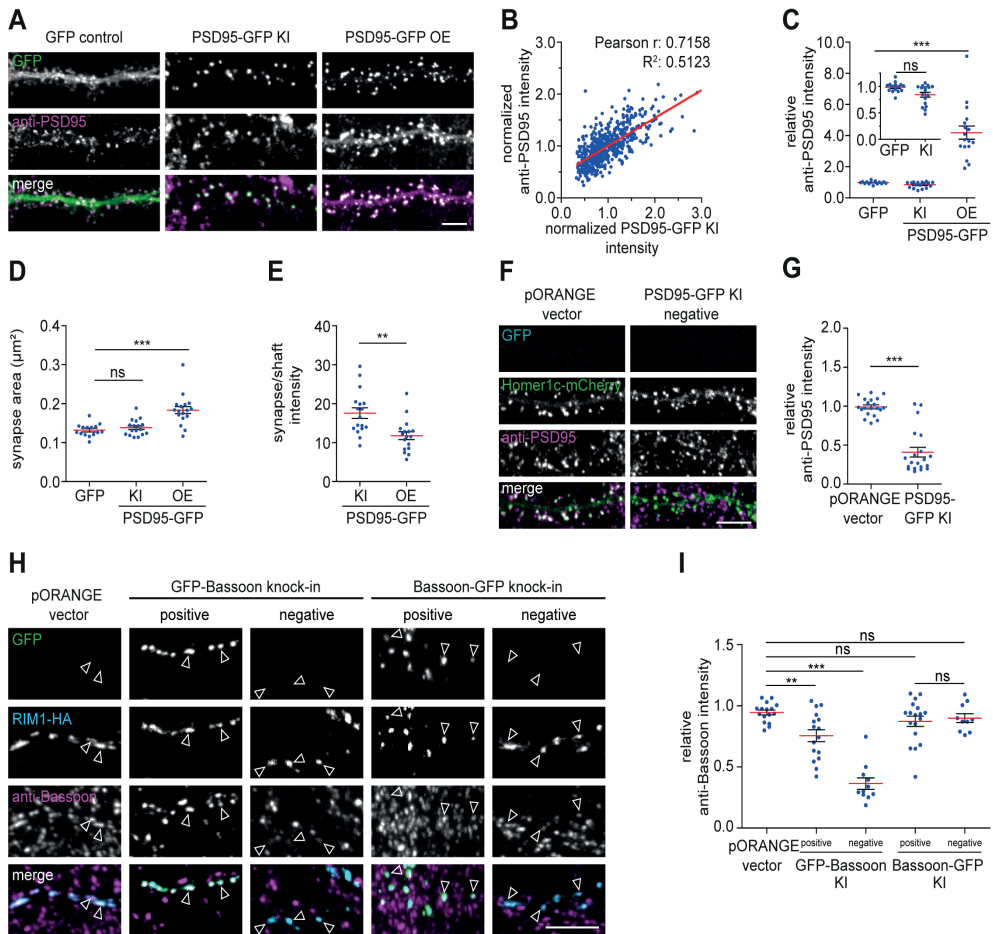 A
GFP control
PSD95-GFP KI
PSD95-GFP OE
GFP
anti-PSD95
merge
B
normalized
anti-PSD95 intensity
3.0
2.0
1.0
0.0
Pearson r: 0.7158
R²: 0.5123
0.0 1.0 2.0 3.0
normalized PSD95-GFP KI
intensity
C
relative
anti-PSD95 intensity
10.0
8.0
6.0
4.0
2.0
0.0
***
ns
1.0
0.5
0.0
GFP KI
GFP KI OE
PSD95-GFP
D
synapse area (µm²)
0.4
0.3
0.2
0.1
0.0
***
ns
GFP KI OE
PSD95-GFP
E
synapse/shaft
intensity
40
30
20
10
0
**
KI OE
PSD95-GFP
F
pORANGE
vector
PSD95-GFP KI
negative
GFP
Homer1c-mCherry
anti-PSD95
merge
G
relative
anti-PSD95 intensity
2.0
1.5
1.0
0.5
0.0
***
pORANGE
vector
PSD95-
GFP KI
H
pORANGE
vector
GFP-Bassoon knock-in
positive negative
Bassoon-GFP knock-in
positive negative
GFP
RIM1-HA
anti-Bassoon
merge
I
relative
anti-Bassoon intensity
1.5
1.0
0.5
0
ns
ns
***
**
ns
pORANGE
vector
positive negative
GFP-Bassoon
KI
positive negative
Bassoon-GFP
KI